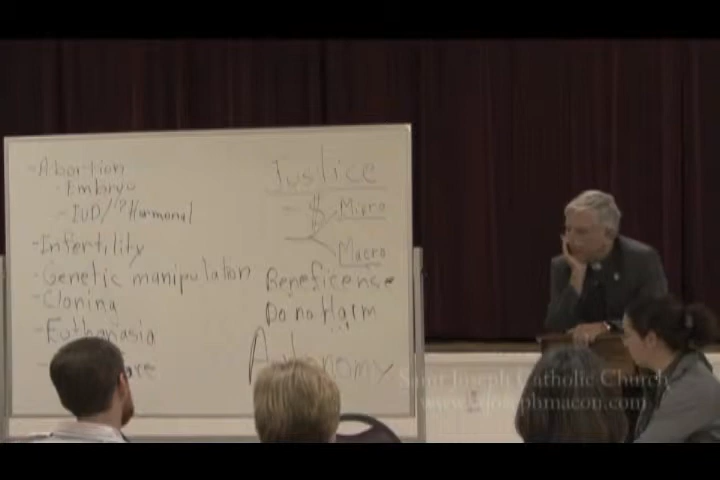 -Abortion
-Embryo
-IUD/?Hormonal
-Infertility
-Genetic manipulation
-Cloning
-Euthanasia
Justice
$
Micro
Macro
Beneficense
Do no Harm
Autonomy
Saint Joseph Catholic Church
www.stjosephmacon.com